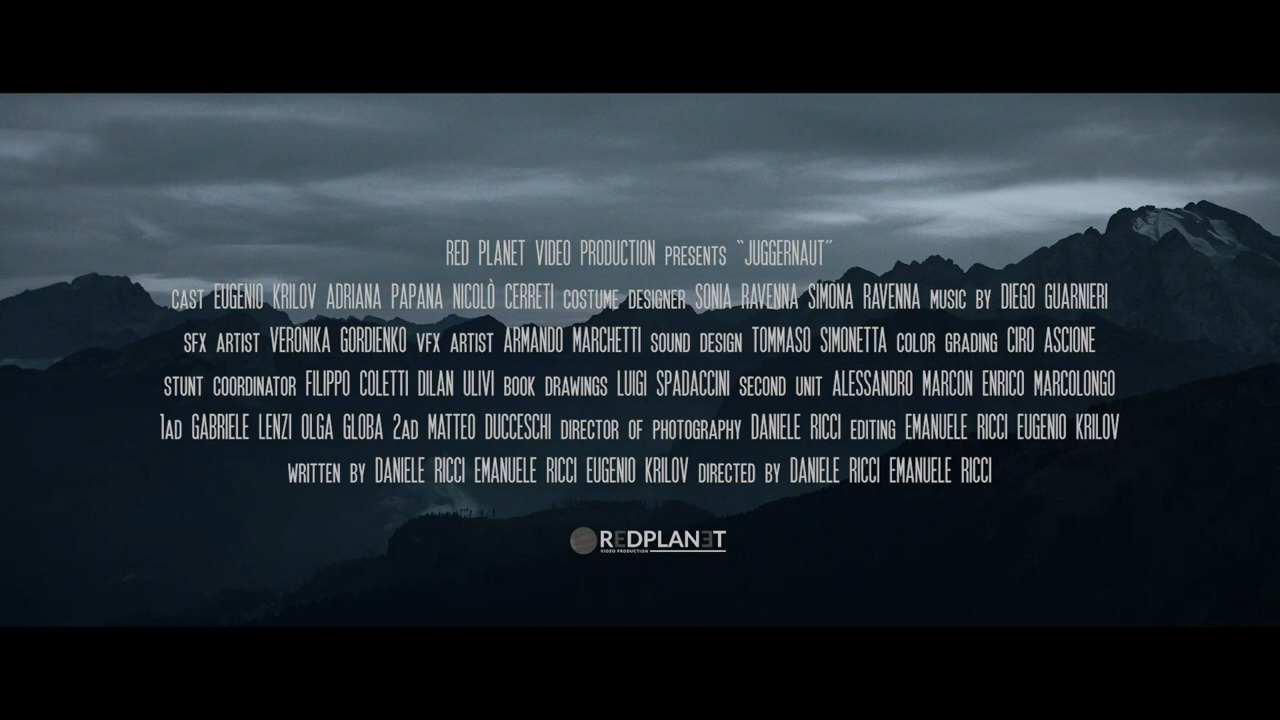 RED PLANET VIDEO PRODUCTION PRESENTS “JUGGERNAUT”
CAST EUGENIO KRILOV ADRIANA PAPANA NICOLÒ CERRETI COSTUME DESIGNER SONIA RAVENNA SIMONA RAVENNA MUSIC BY DIEGO GUARNIERI
SFX ARTIST VERONIKA GORDIENKO VFX ARTIST ARMANDO MARCHETTI SOUND DESIGN TOMMASO SIMONETTA COLOR GRADING CIRO ASCIONE
STUNT COORDINATOR FILIPPO COLETTI DILAN ULIVI BOOK DRAWINGS LUIGI SPADACCINI SECOND UNIT ALESSANDRO MARCON ENRICO MARCOLONGO
1AD GABRIELE LENZI OLGA GLOBA 2AD MATTEO DUCCESCHI DIRECTOR OF PHOTOGRAPHY DANIELE RICCI EDITING EMANUELE RICCI EUGENIO KRILOV
WRITTEN BY DANIELE RICCI EMANUELE RICCI EUGENIO KRILOV DIRECTED BY DANIELE RICCI EMANUELE RICCI
REDPLANET
VIDEO PRODUCTION